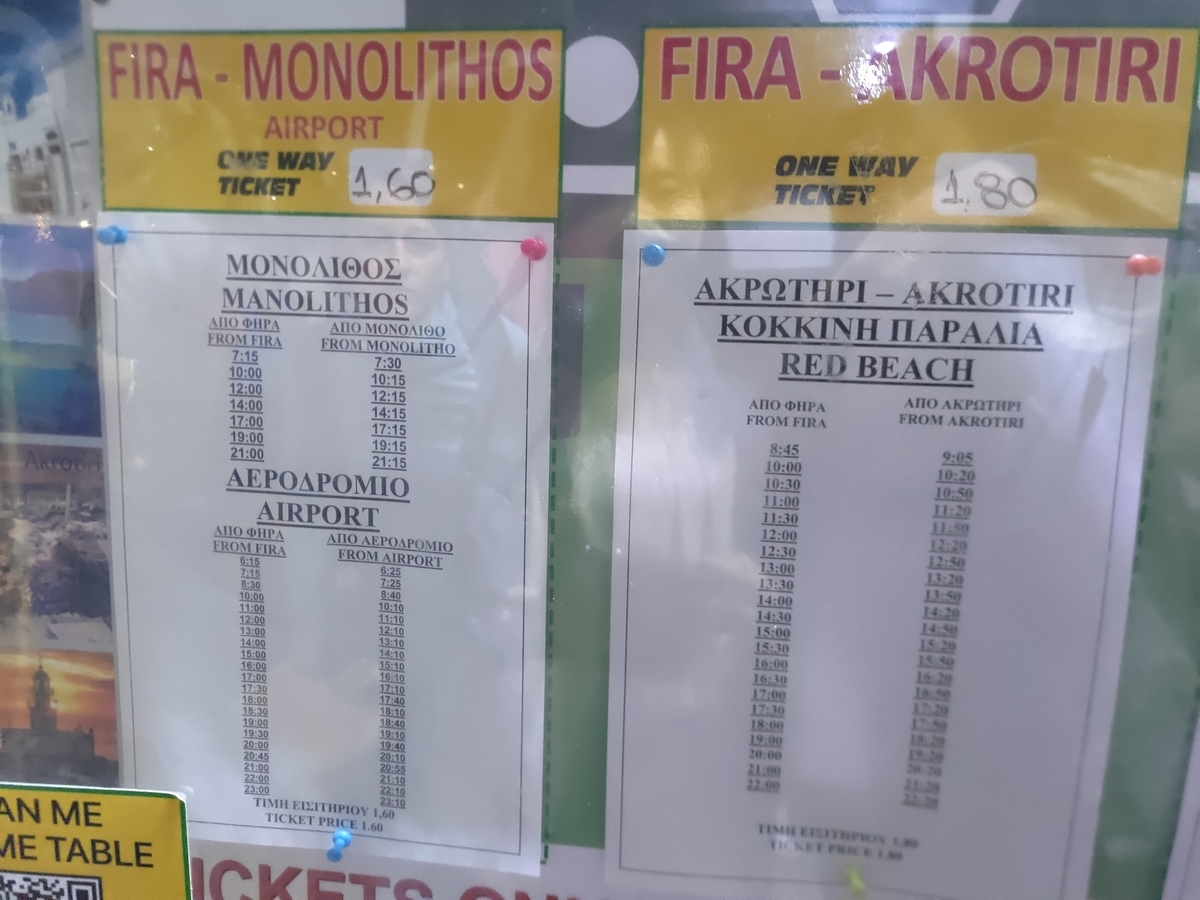 FIRA - MONOLITHOS
AIRPORT
ONE WAY
TICKET 1,60
ΜΟΝΟΛΙΘΟΣ
MANOLITHOS
ΑΠΟ ΦΗΡΑ ΑΠΟ ΜΟΝΟΛΙΘΟ
FROM FIRA FROM MONOLITHO
7:15 7:30
10:00 10:15
12:00 12:15
14:00 14:15
17:00 17:15
19:00 19:15
21:00 21:15
ΑΕΡΟΔΡΟΜΙΟ
AIRPORT
ΑΠΟ ΦΗΡΑ ΑΠΟ ΑΕΡΟΔΡΟΜΙΟ
FROM FIRA FROM AIRPORT
6:15 6:25
7:15 7:25
8:30 8:40
10:00 10:10
11:00 11:10
12:00 12:10
13:00 13:10
14:00 14:10
15:00 15:10
16:00 16:10
17:00 17:10
17:30 17:40
18:00 18:10
18:30 18:40
19:00 19:10
19:30 19:40
20:00 20:10
20:45 20:55
21:00 21:10
22:00 22:10
23:00 23:10
ΤΙΜΗ ΕΙΣΙΤΗΡΙΟΥ 1,60
TICKET PRICE 1.60
FIRA - AKROTIRI
ONE WAY
TICKET 1.80
ΑΚΡΩΤΗΡΙ – AKROTIRI
ΚΟΚΚΙΝΗ ΠΑΡΑΛΙΑ
RED BEACH
ΑΠΟ ΦΗΡΑ ΑΠΟ ΑΚΡΩΤΗΡΙ
FROM FIRA FROM AKROTIRI
8:45 9:05
10:00 10:20
10:30 10:50
11:00 11:20
11:30 11:50
12:00 12:20
12:30 12:50
13:00 13:20
13:30 13:50
14:00 14:20
14:30 14:50
15:00 15:20
15:30 15:50
16:00 16:20
16:30 16:50
17:00 17:20
17:30 17:50
18:00 18:20
19:00 19:20
20:00 20:20
21:00 21:20
22:00 22:20
ΤΙΜΗ ΕΙΣΙΤΗΡΙΟΥ 1,80
TICKET PRICE 1.80
AN ME
ME TABLE
ICKETS ON